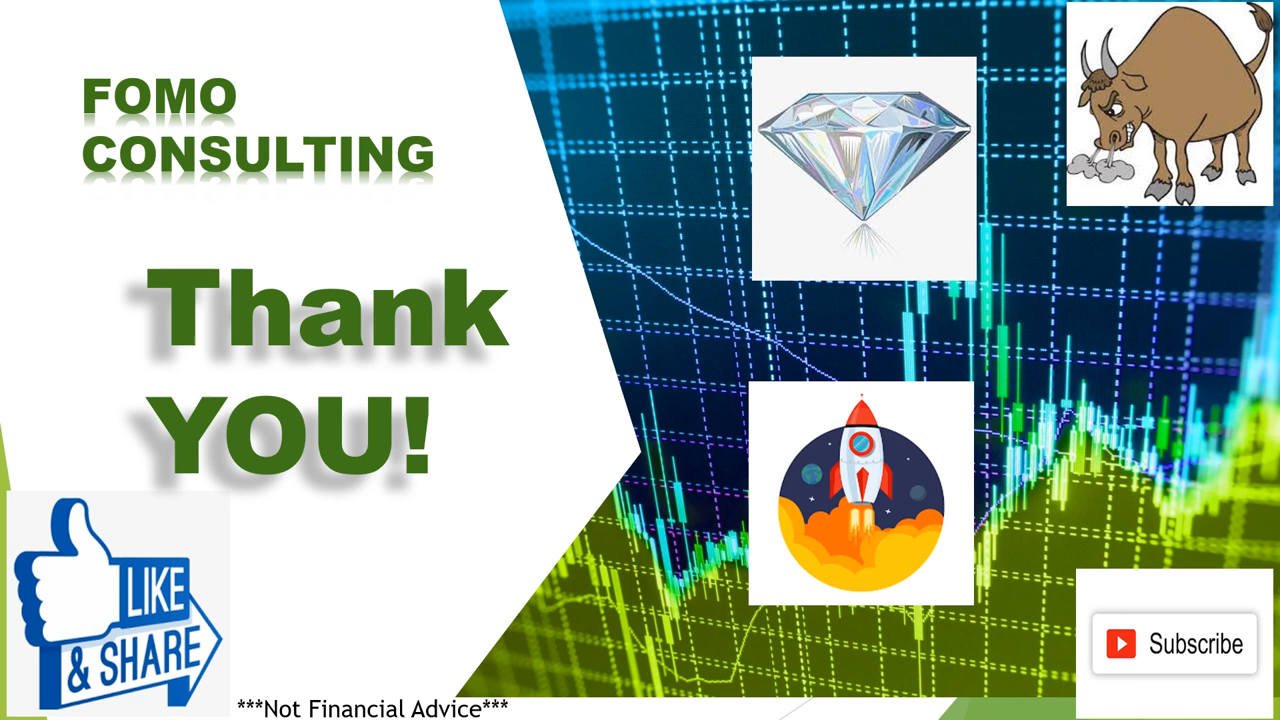 FOMO
CONSULTING
Thank
YOU!
LIKE
& SHARE
***Not Financial Advice***
Subscribe